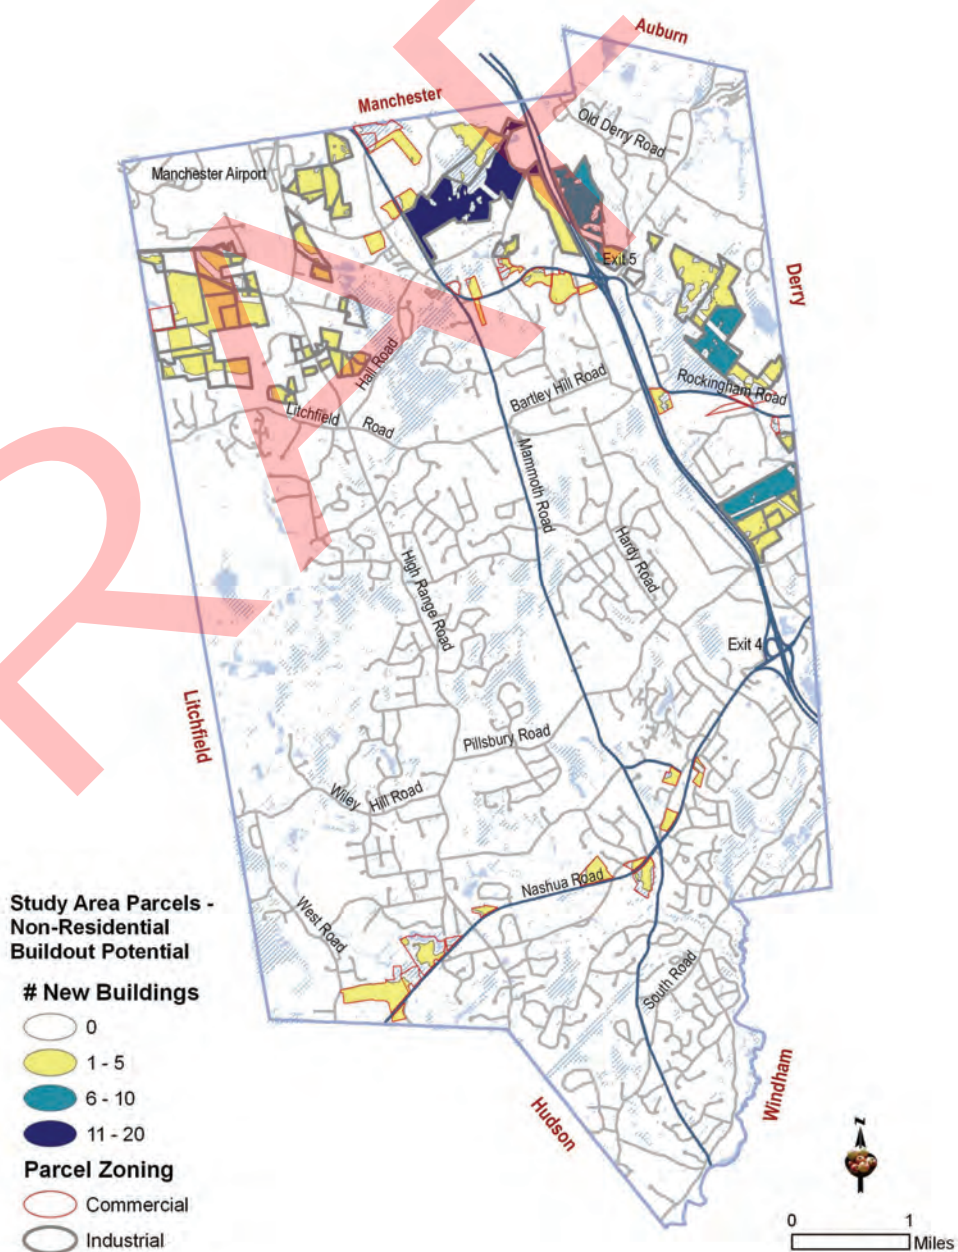 Auburn
Manchester
Old Derry Road
Manchester Airport
Exit 5
Derry
Hall Road
Rockingham Road
Bartley Hill Road
Litchfield
Road
Mammoth Road
Hardy Road
High Range Road
Exit 4
Litchfield
Pillsbury Road
Wiley
Hill Road
Nashua Road
West Road
South Road
Windham
Hudson
Study Area Parcels -
Non-Residential
Buildout Potential
# New Buildings
0
1 - 5
6 - 10
11 - 20
Parcel Zoning
Commercial
Industrial
N
0 1
Miles
R A F